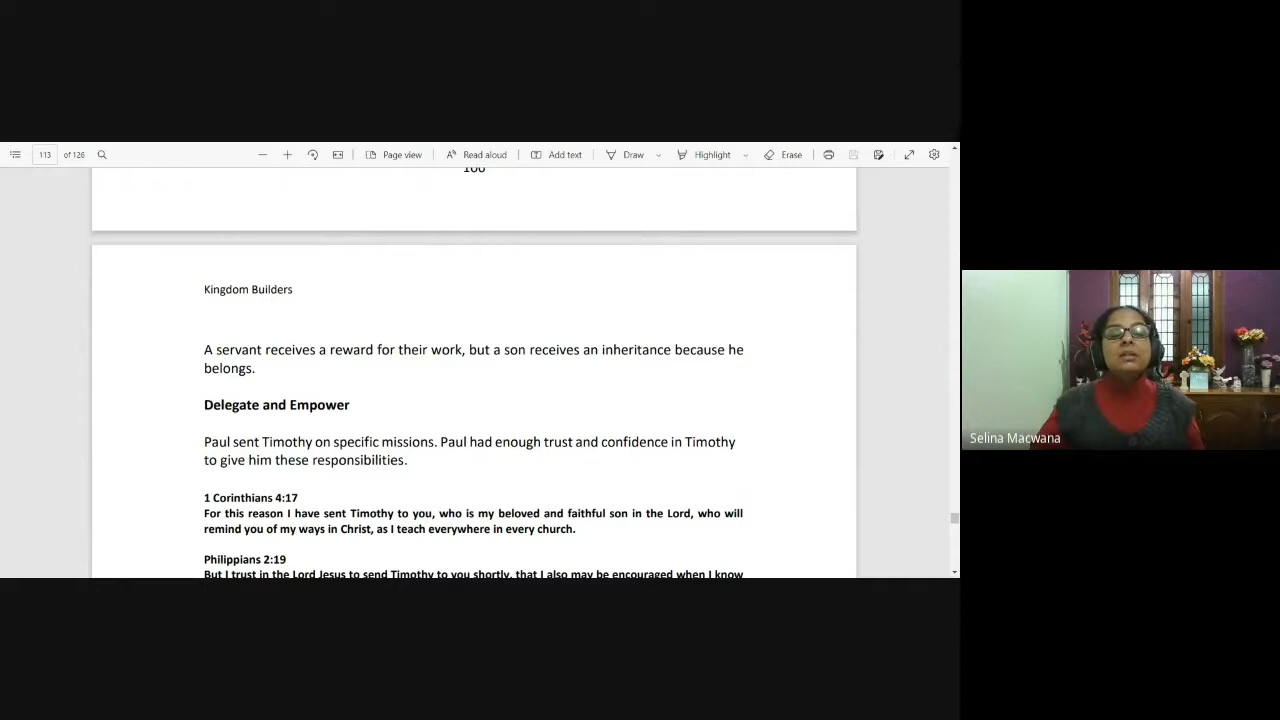 113 of 126
Page view
Read aloud
Add text
Draw
Highlight
Erase
Kingdom Builders
A servant receives a reward for their work, but a son receives an inheritance because he
belongs.
Delegate and Empower
Paul sent Timothy on specific missions. Paul had enough trust and confidence in Timothy
to give him these responsibilities.
1 Corinthians 4:17
For this reason I have sent Timothy to you, who is my beloved and faithful son in the Lord, who will
remind you of my ways in Christ, as I teach everywhere in every church.
Philippians 2:19
But I trust in the Lord Jesus to send Timothy to you shortly, that I also may be encouraged when I know
Selina Macwana